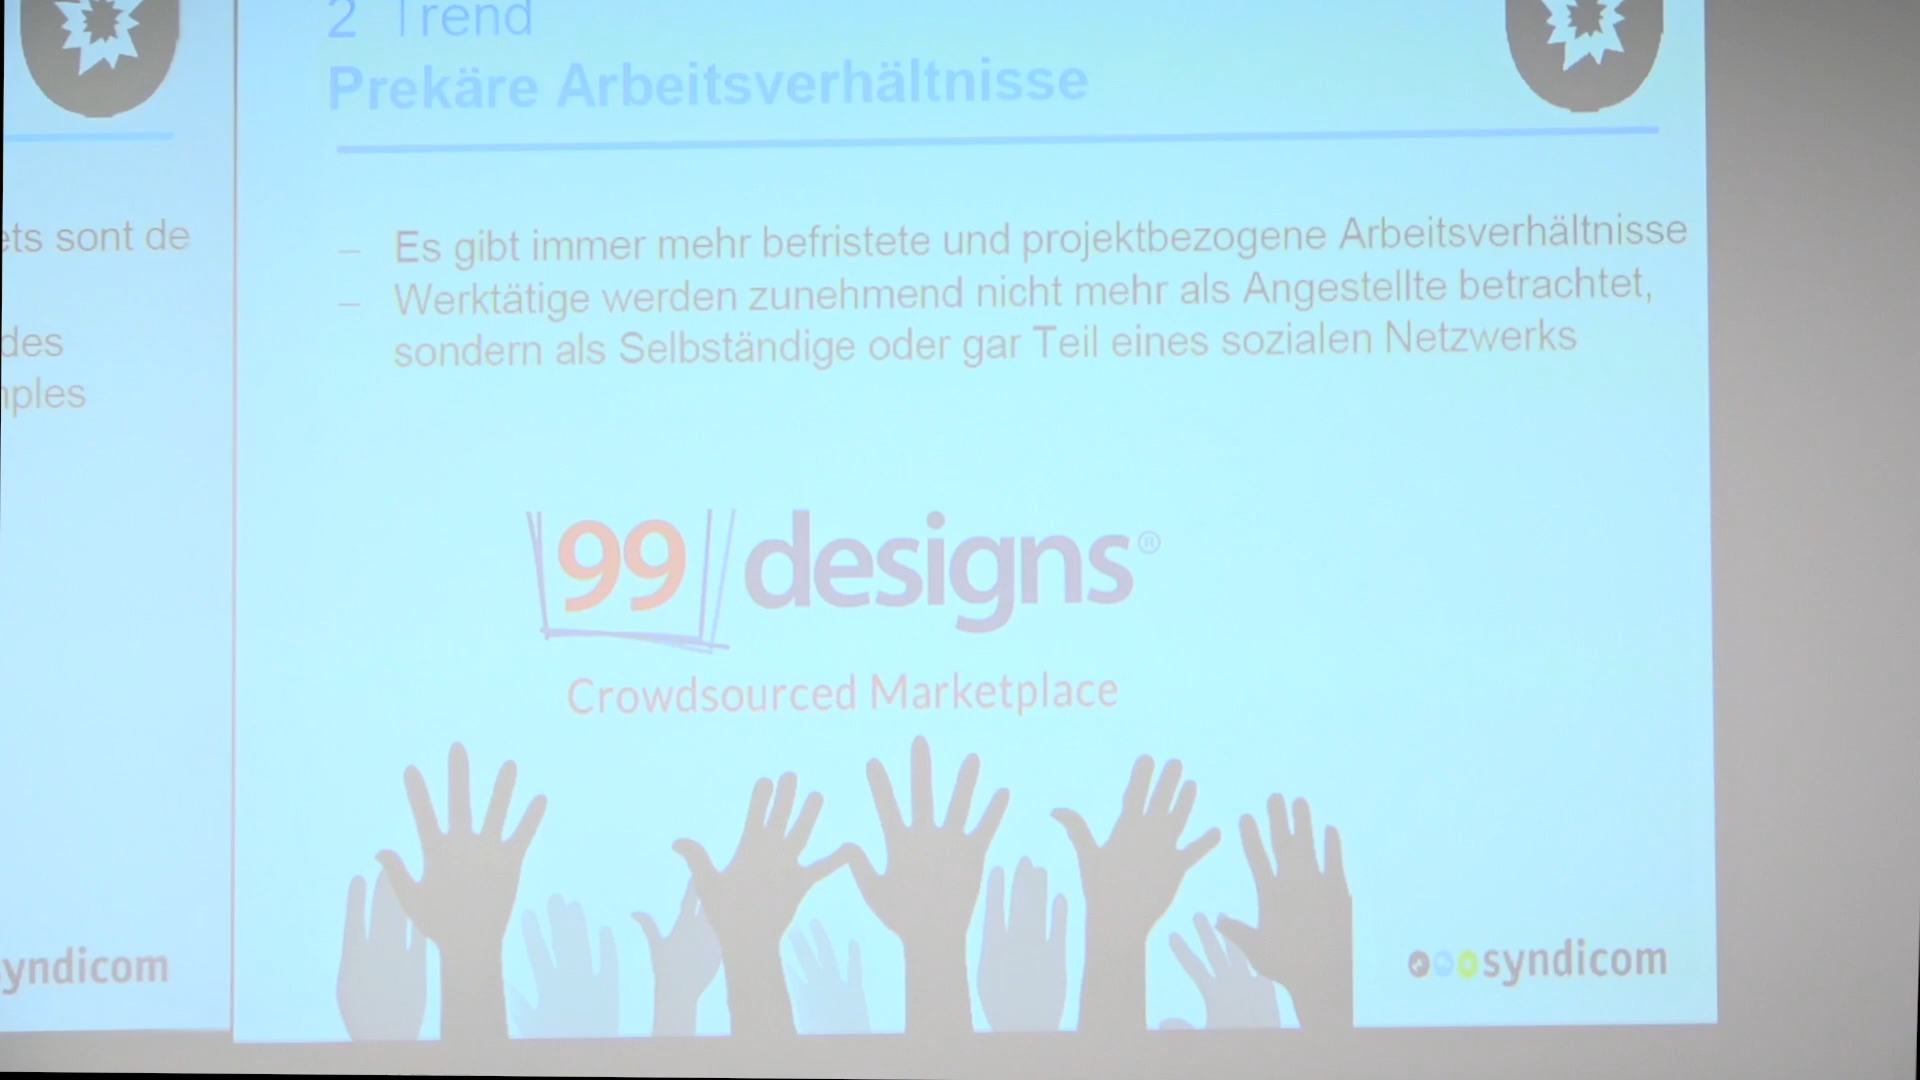 ets sont de
des
ples
yndicom
2 Trend
Prekäre Arbeitsverhältnisse
– Es gibt immer mehr befristete und projektbezogene Arbeitsverhältnisse
– Werktätige werden zunehmend nicht mehr als Angestellte betrachtet,
sondern als Selbständige oder gar Teil eines sozialen Netzwerks
99 designs®
Crowdsourced Marketplace
syndicom